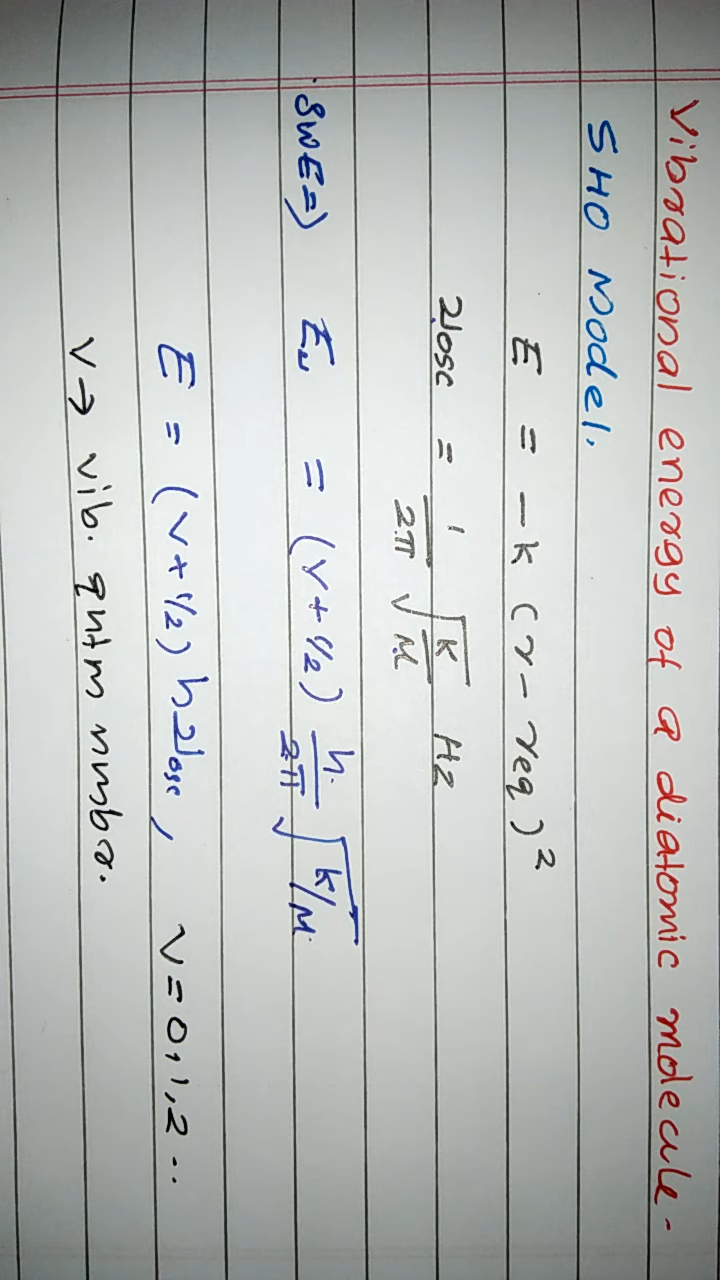 Vibrational energy of a diatomic molecule -
SHO Model.
E = -k (r - req)²
νosc = 1/2π √k/μ Hz
SWE ⇒ Eν = (v + 1/2) h/2π √k/μ
E = (v + 1/2) hνosc, v = 0, 1, 2 ..
v → vib. qntm number.